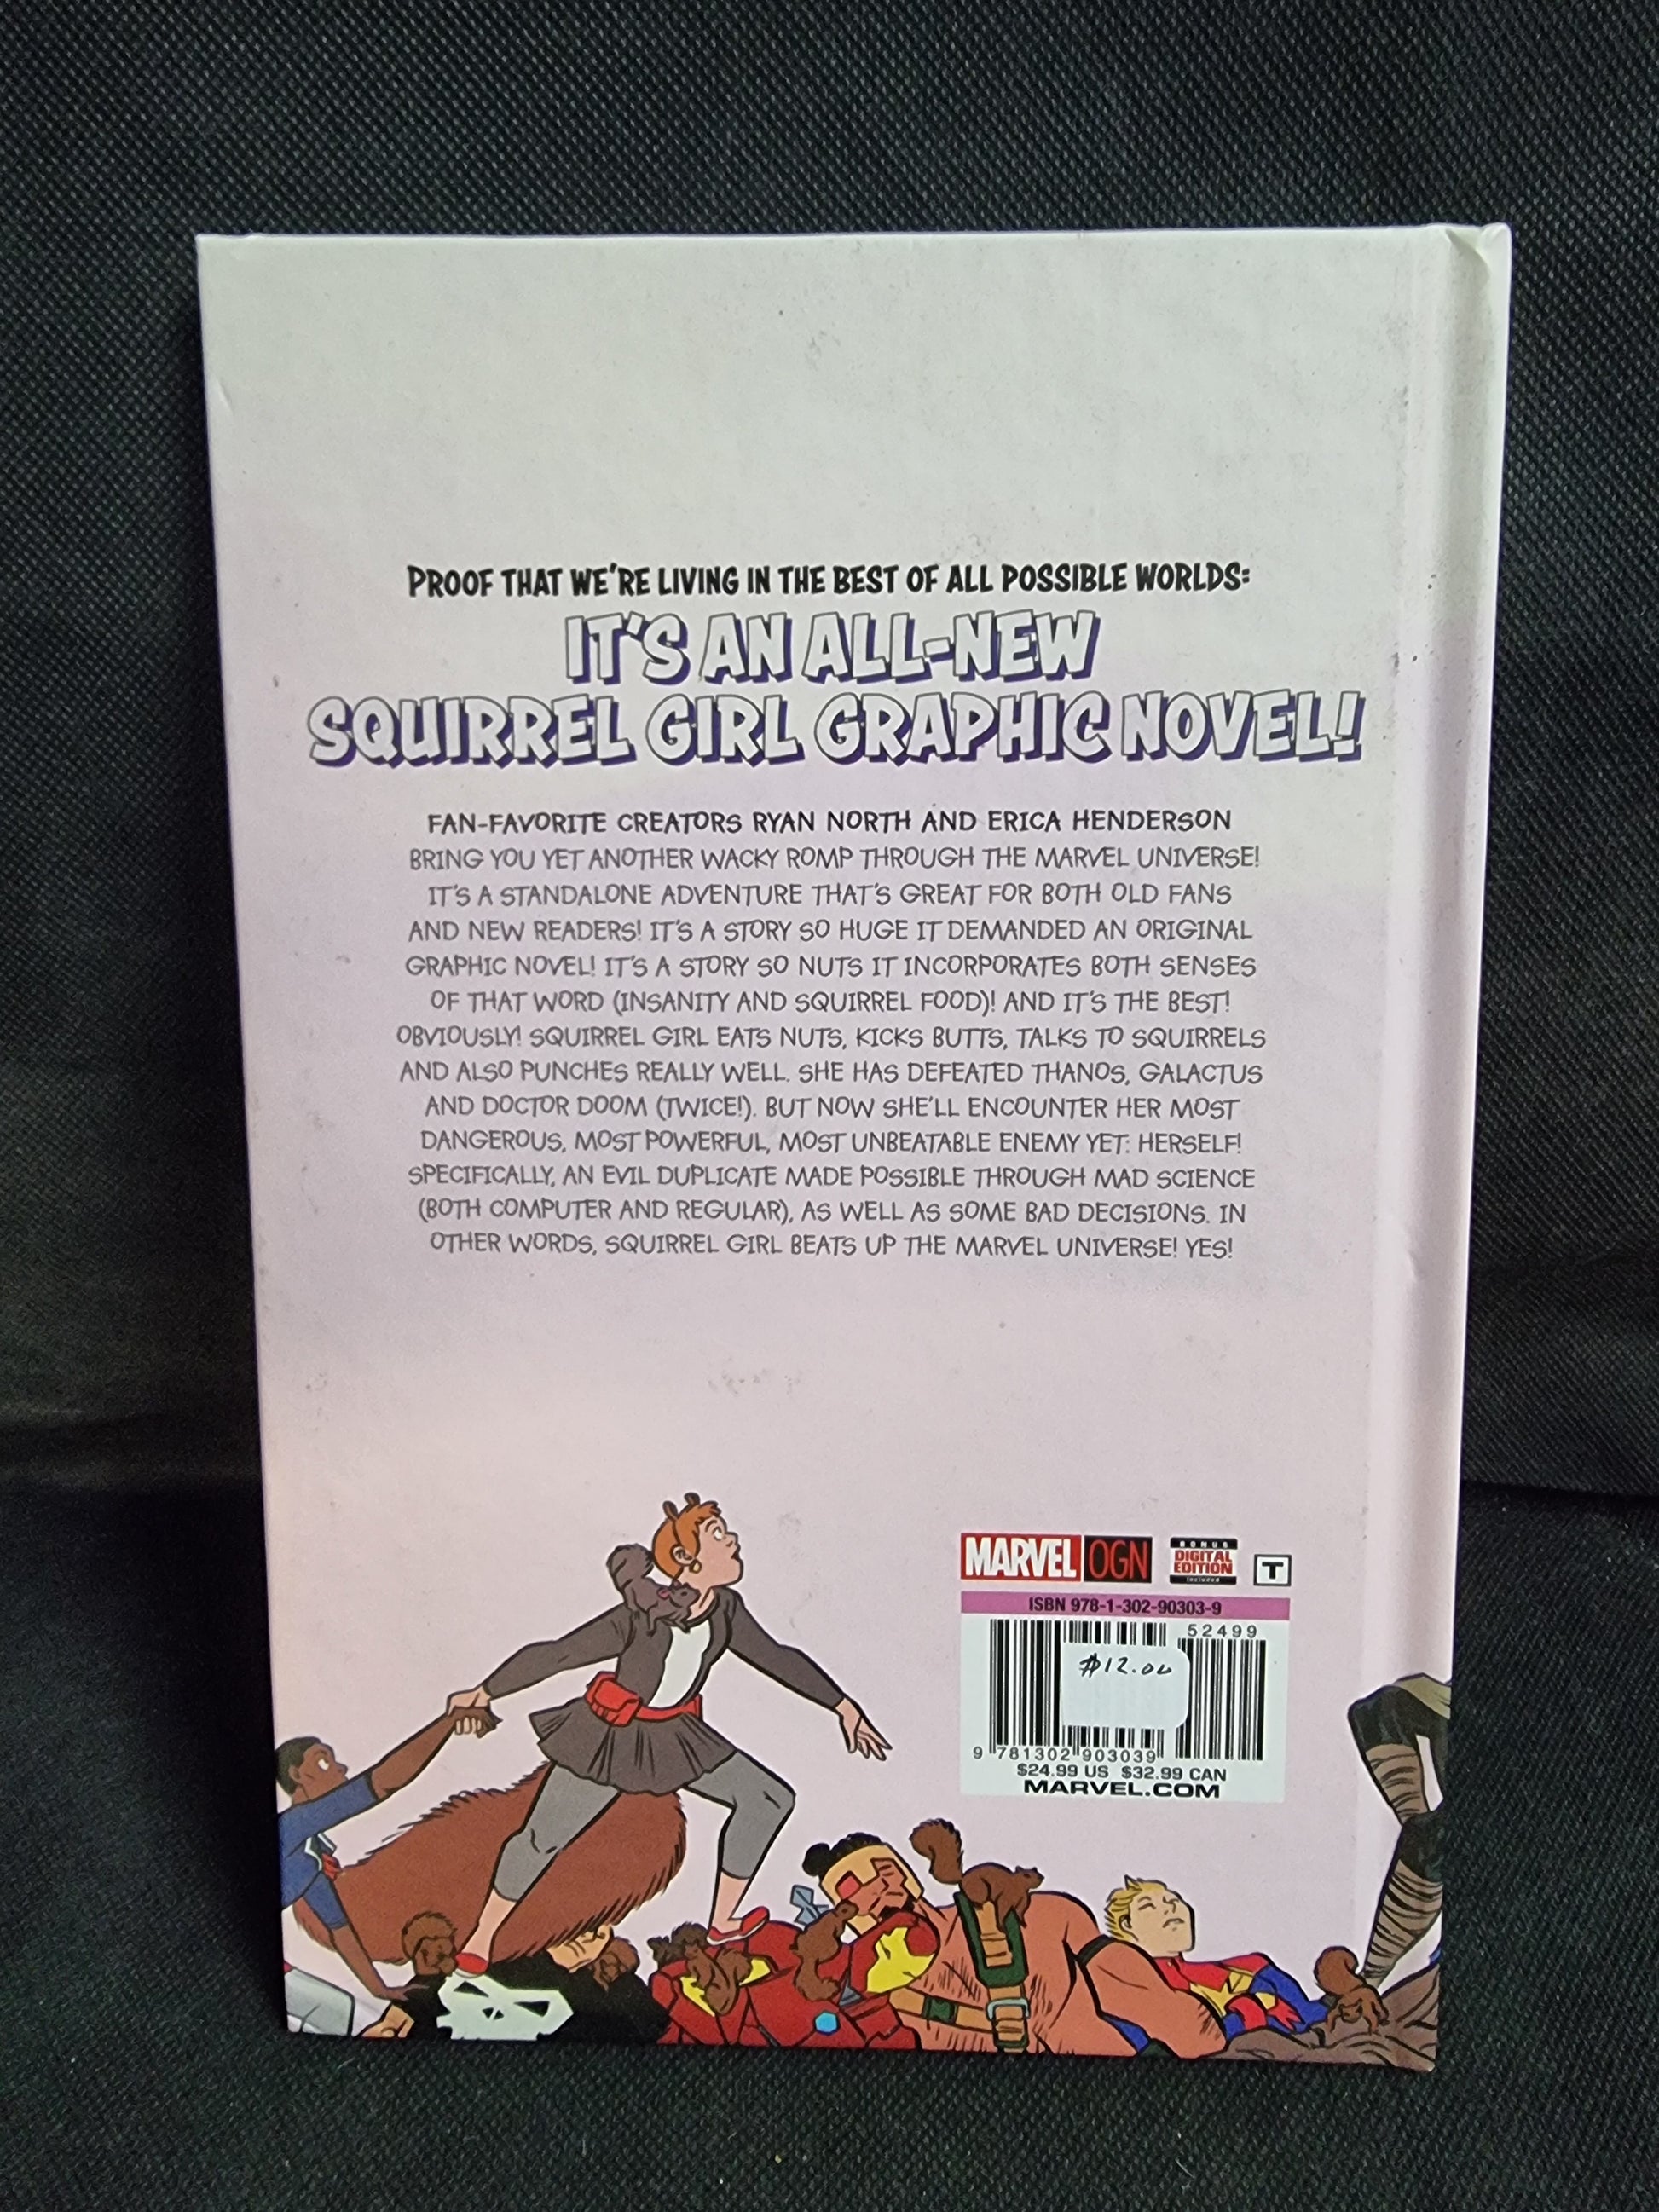 PROOF THAT WE'RE LIVING IN THE BEST OF ALL POSSIBLE WORLDS:
IT'S AN ALL-NEW
SQUIRREL GIRL GRAPHIC NOVEL!
FAN-FAVORITE CREATORS RYAN NORTH AND ERICA HENDERSON
BRING YOU YET ANOTHER WACKY ROMP THROUGH THE MARVEL UNIVERSE!
IT'S A STANDALONE ADVENTURE THAT'S GREAT FOR BOTH OLD FANS
AND NEW READERS! IT'S A STORY SO HUGE IT DEMANDED AN ORIGINAL
GRAPHIC NOVEL! IT'S A STORY SO NUTS IT INCORPORATES BOTH SENSES
OF THAT WORD (INSANITY AND SQUIRREL FOOD)! AND IT'S THE BEST!
OBVIOUSLY! SQUIRREL GIRL EATS NUTS, KICKS BUTTS, TALKS TO SQUIRRELS
AND ALSO PUNCHES REALLY WELL. SHE HAS DEFEATED THANOS, GALACTUS
AND DOCTOR DOOM (TWICE!). BUT NOW SHE'LL ENCOUNTER HER MOST
DANGEROUS, MOST POWERFUL, MOST UNBEATABLE ENEMY YET: HERSELF!
SPECIFICALLY, AN EVIL DUPLICATE MADE POSSIBLE THROUGH MAD SCIENCE
(BOTH COMPUTER AND REGULAR), AS WELL AS SOME BAD DECISIONS. IN
OTHER WORDS, SQUIRREL GIRL BEATS UP THE MARVEL UNIVERSE! YES!
MARVEL OGN
BONUS
DIGITAL
EDITION
included
T
ISBN 978-1-302-90303-9
52499
$12.00
9 781302 903039
$24.99 US $32.99 CAN
MARVEL.COM